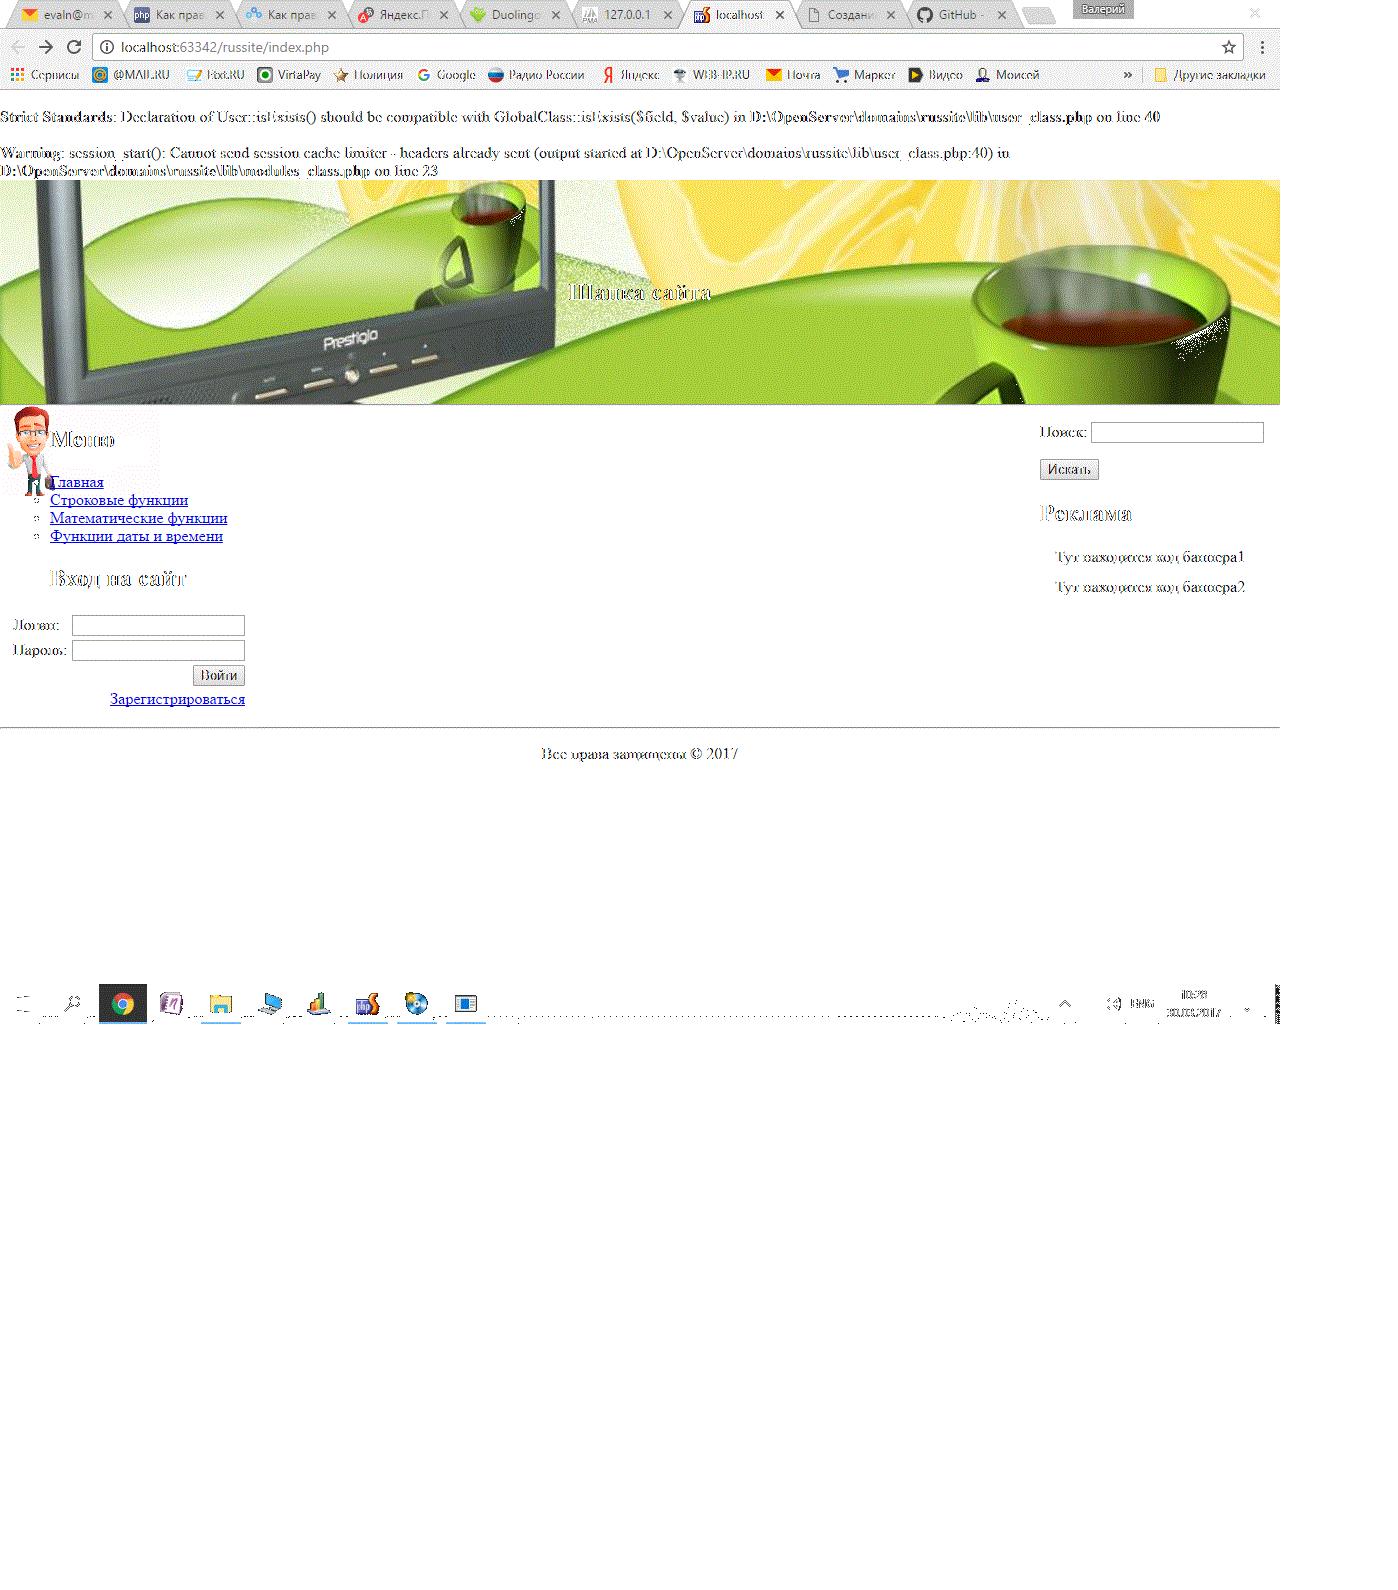 evaln@m
Как прав
Как прав
Яндекс.П
Duolingo
127.0.0.1
localhost:
Создани
GitHub -
Валерий
localhost:63342/russite/index.php
Сервисы @MAIL.RU Etxt.RU VirtaPay Полиция Google Радио России Яндекс WEB-IP.RU Почта Маркет Видео Моисей » Другие закладки
Strict Standards: Declaration of User::isExists() should be compatible with GlobalClass::isExists($field, $value) in D:\OpenServer\domains\russite\lib\user_class.php on line 40
Warning: session_start(): Cannot send session cache limiter - headers already sent (output started at D:\OpenServer\domains\russite\lib\user_class.php:40) in
D:\OpenServer\domains\russite\lib\modules_class.php on line 23
Шапка сайта
Prestigio
Меню
Главная
Строковые функции
Математические функции
Функции даты и времени
Вход на сайт
Логин:
Пароль:
Войти
Зарегистрироваться
Поиск:
Искать
Реклама
Тут находится код баннера1
Тут находится код баннера2
Все права защищены © 2017
ENG
30.03.2017